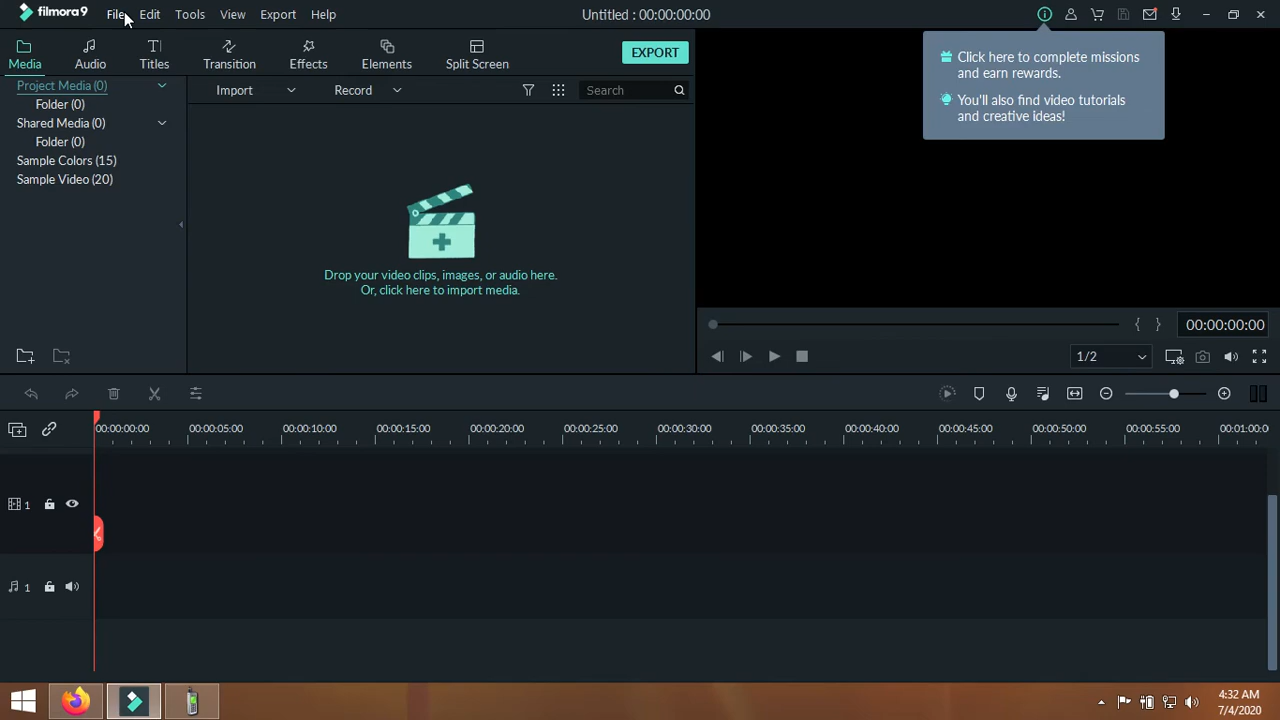 filmora9 File Edit Tools View Export Help Untitled : 00:00:00:00
Media Audio Titles Transition Effects Elements Split Screen EXPORT
Click here to complete missions
and earn rewards.
You'll also find video tutorials
and creative ideas!
Project Media (0)
Folder (0)
Shared Media (0)
Folder (0)
Sample Colors (15)
Sample Video (20)
Import Record Search
Drop your video clips, images, or audio here.
Or, click here to import media.
00:00:00:00
1/2
00:00:00:00 00:00:05:00 00:00:10:00 00:00:15:00 00:00:20:00 00:00:25:00 00:00:30:00 00:00:35:00 00:00:40:00 00:00:45:00 00:00:50:00 00:00:55:00 00:01:00:0
1
1
4:32 AM
7/4/2020